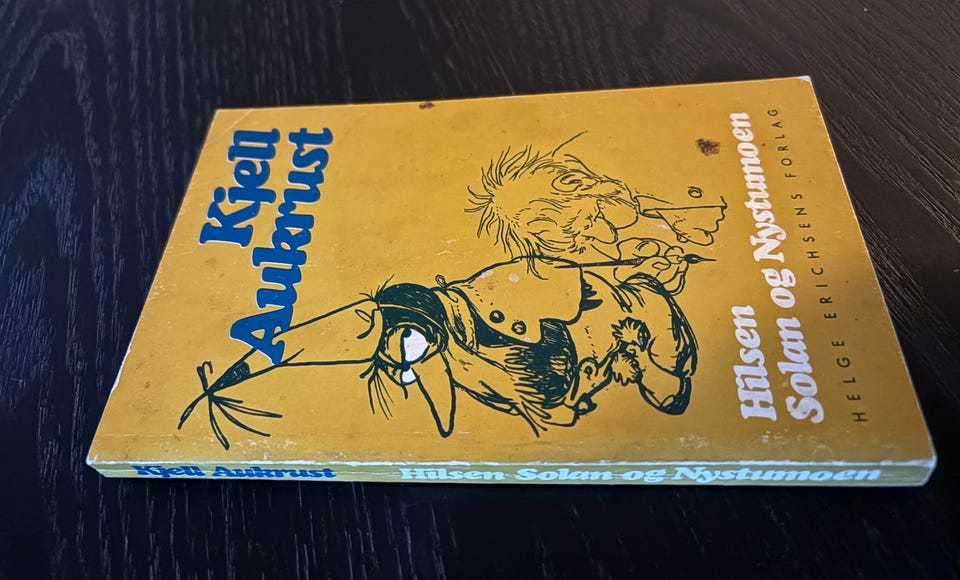 Kjell
Aukrust
Hilsen
Solan og Nystumoen
HELGE ERICHSENS FORLAG
Kjell Aukrust Hilsen Solan og Nystumoen